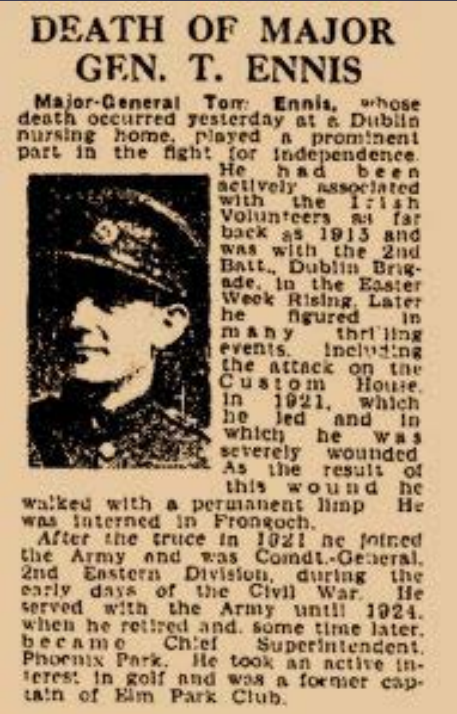 DEATH OF MAJOR
GEN. T. ENNIS
Major-General Tom Ennis, whose
death occurred yesterday at a Dublin
nursing home, played a prominent
part in the fight for independence.
He had been
actively associated
with the Irish
Volunteers as far
back as 1913 and
was with the 2nd
Batt., Dublin Brig-
ade, in the Easter
Week Rising. Later
he figured in
many thrilling
events, including
the attack on the
Custom House,
in 1921, which
he led and in
which he was
severely wounded
As the result of
this wound he
walked with a permanent limp He
was interned in Frongoch.
After the truce in 1921 he joined
the Army and was Comdt.-General,
2nd Eastern Division, during the
early days of the Civil War. He
served with the Army until 1924,
when he retired and, some time later,
became Chief Superintendent,
Phoenix Park. He took an active in-
terest in golf and was a former cap-
tain of Elm Park Club.